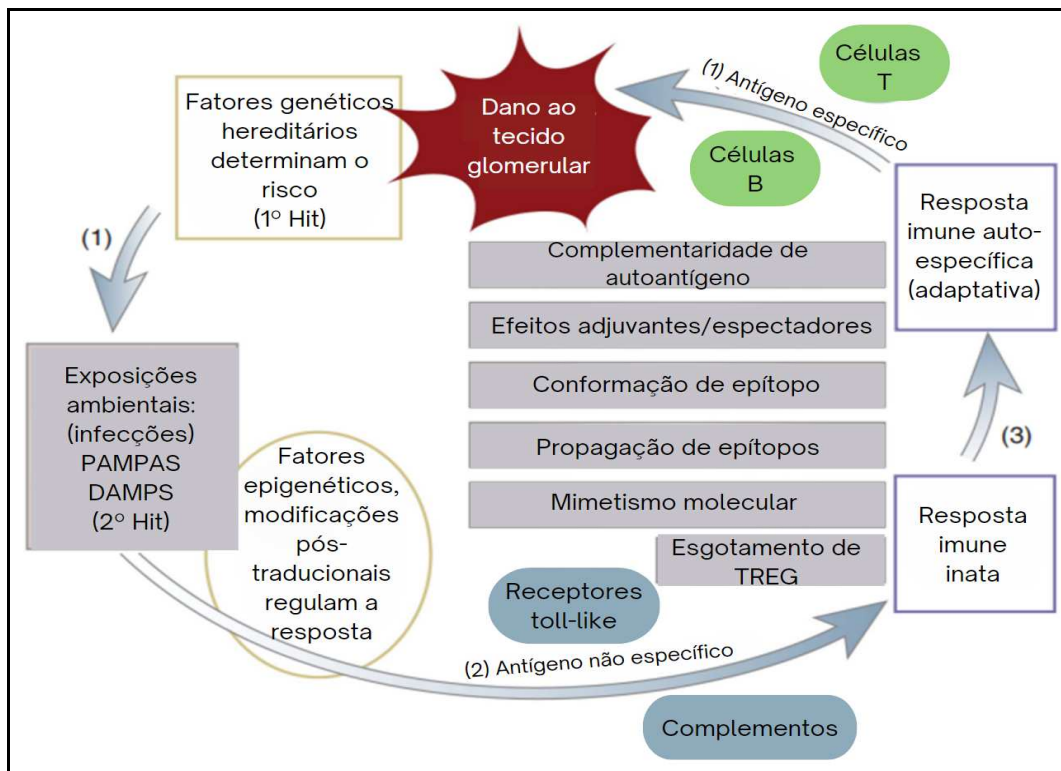 Fatores genéticos
hereditários
determinam o
risco
(1º Hit)
Dano ao
tecido
glomerular
(1) Antígeno específico
Células
T
Células
B
(1)
Resposta
imune auto-
específica
(adaptativa)
Complementaridade de
autoantígeno
Efeitos adjuvantes/espectadores
Conformação de epítopo
Propagação de epítopos
Mimetismo molecular
Esgotamento de
TREG
(3)
Exposições
ambientais:
(infecções)
PAMPAS
DAMPS
(2º Hit)
Fatores
epigenéticos,
modificações
pós-
traducionais
regulam a
resposta
Resposta
imune
inata
Receptores
toll-like
(2) Antígeno não específico
Complementos